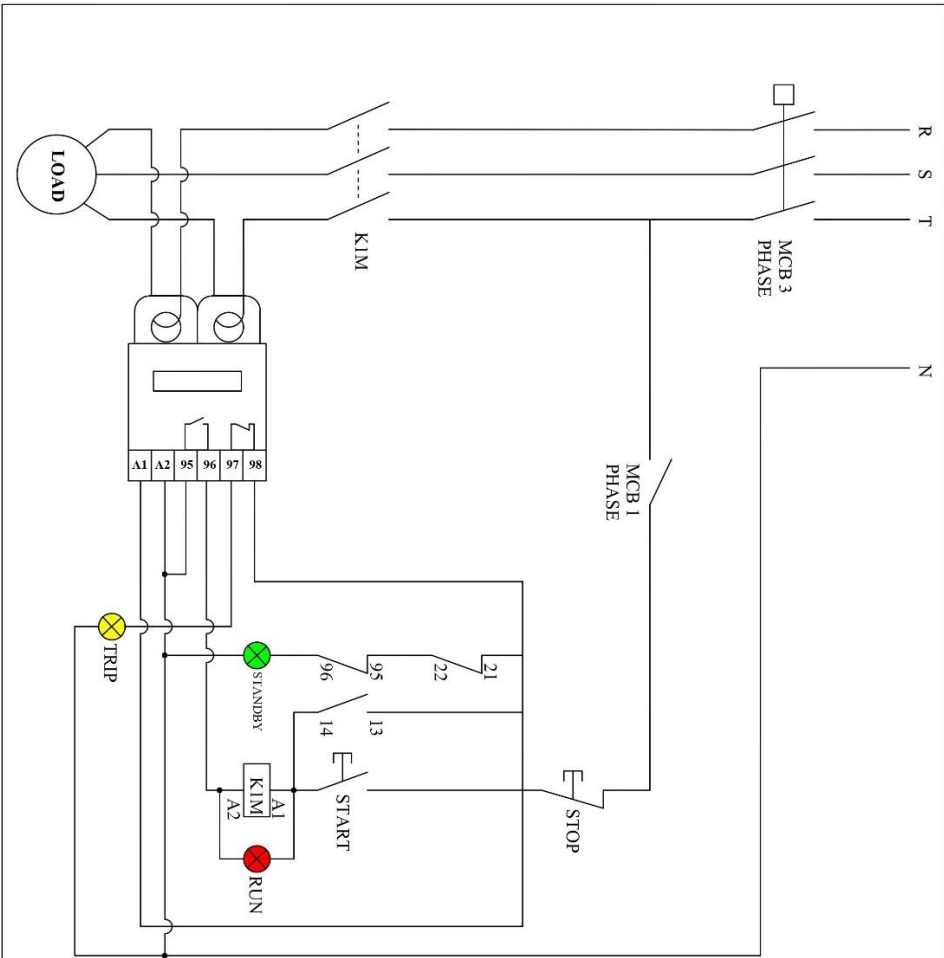 R
S
T
MCB 3
PHASE
N
K1M
LOAD
MCB 1
PHASE
A1 A2 95 96 97 98
TRIP
STANDBY
96
95
22
21
14
13
K1M
A1
A2
START
STOP
RUN